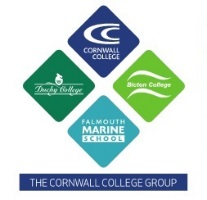 CORNWALL
COLLEGE
Duchy College
Bicton College
FALMOUTH
MARINE
SCHOOL
THE CORNWALL COLLEGE GROUP